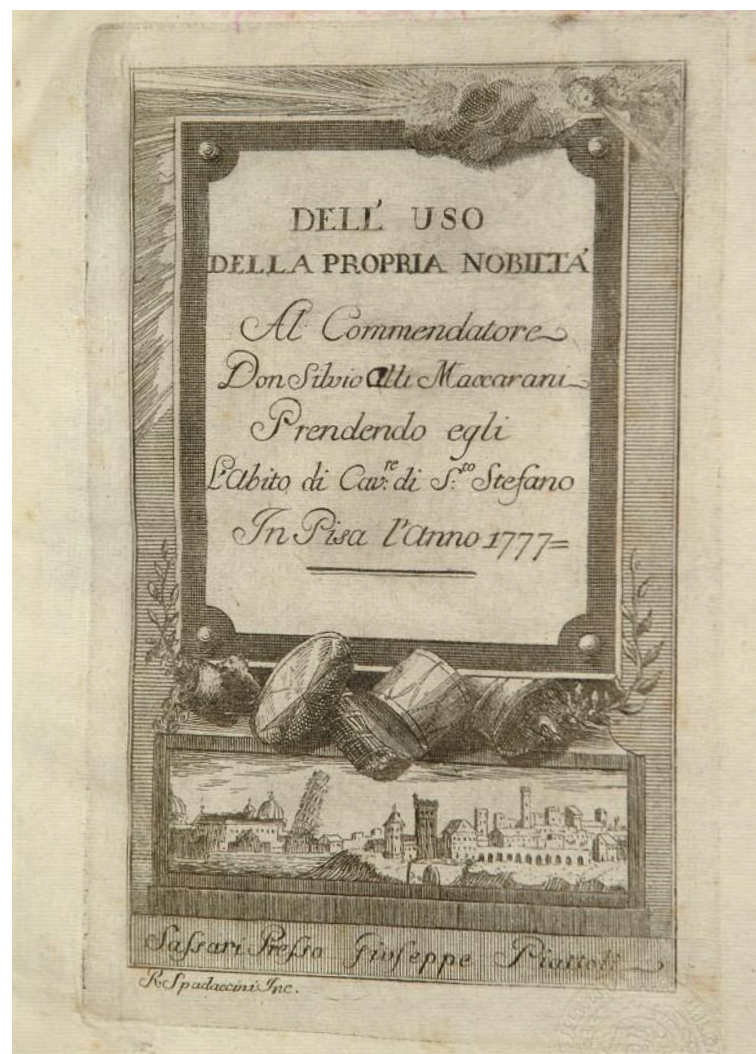 DELL' USO
DELLA PROPRIA NOBILTÁ
Al Commendatore
Don Silvio alli Maccarani
Prendendo egli
L'Abito di Cav.re di S.to Stefano
In Pisa l'Anno 1777=
Saſsari Preſso Giuſeppe Piattoli
R. Spadaccini Inc.